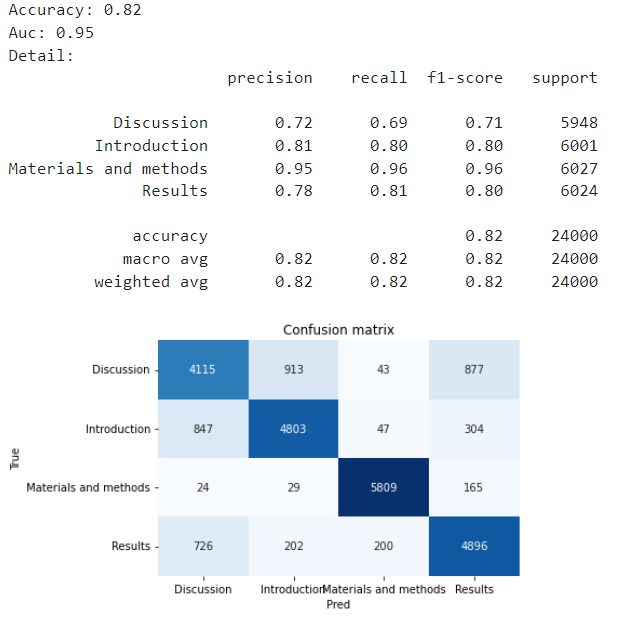 Accuracy: 0.82
Auc: 0.95
Detail:
precision recall f1-score support
Discussion 0.72 0.69 0.71 5948
Introduction 0.81 0.80 0.80 6001
Materials and methods 0.95 0.96 0.96 6027
Results 0.78 0.81 0.80 6024
accuracy 0.82 24000
macro avg 0.82 0.82 0.82 24000
weighted avg 0.82 0.82 0.82 24000
Confusion matrix
Discussion 4115 913 43 877
Introduction 847 4803 47 304
True
Materials and methods 24 29 5809 165
Results 726 202 200 4896
Discussion Introduction Materials and methods Results
Pred